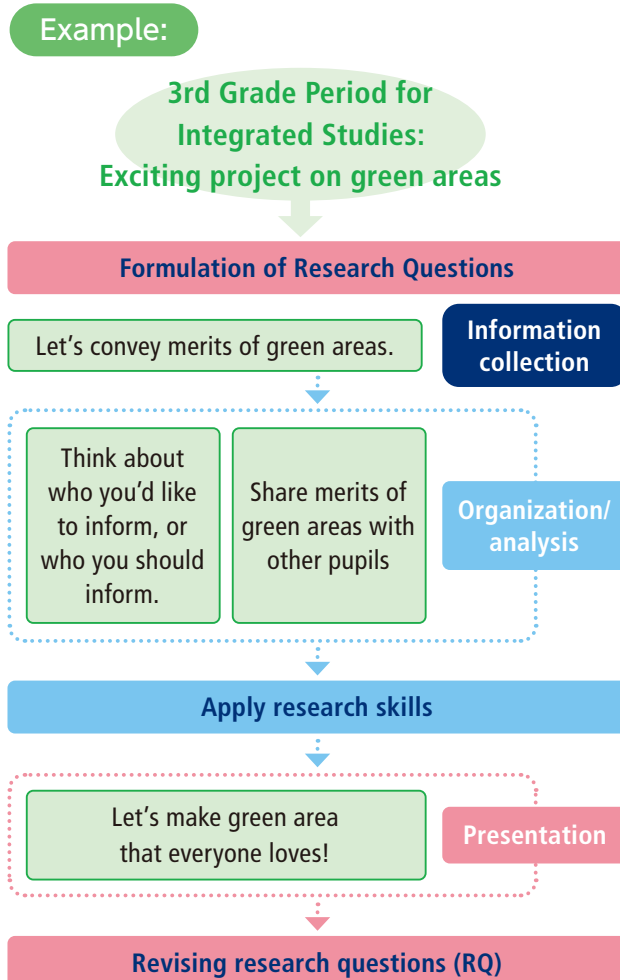 Example:
3rd Grade Period for
Integrated Studies:
Exciting project on green areas
Formulation of Research Questions
Let's convey merits of green areas.
Information
collection
Think about
who you'd like
to inform, or
who you should
inform.
Share merits of
green areas with
other pupils
Organization/
analysis
Apply research skills
Let's make green area
that everyone loves!
Presentation
Revising research questions (RQ)